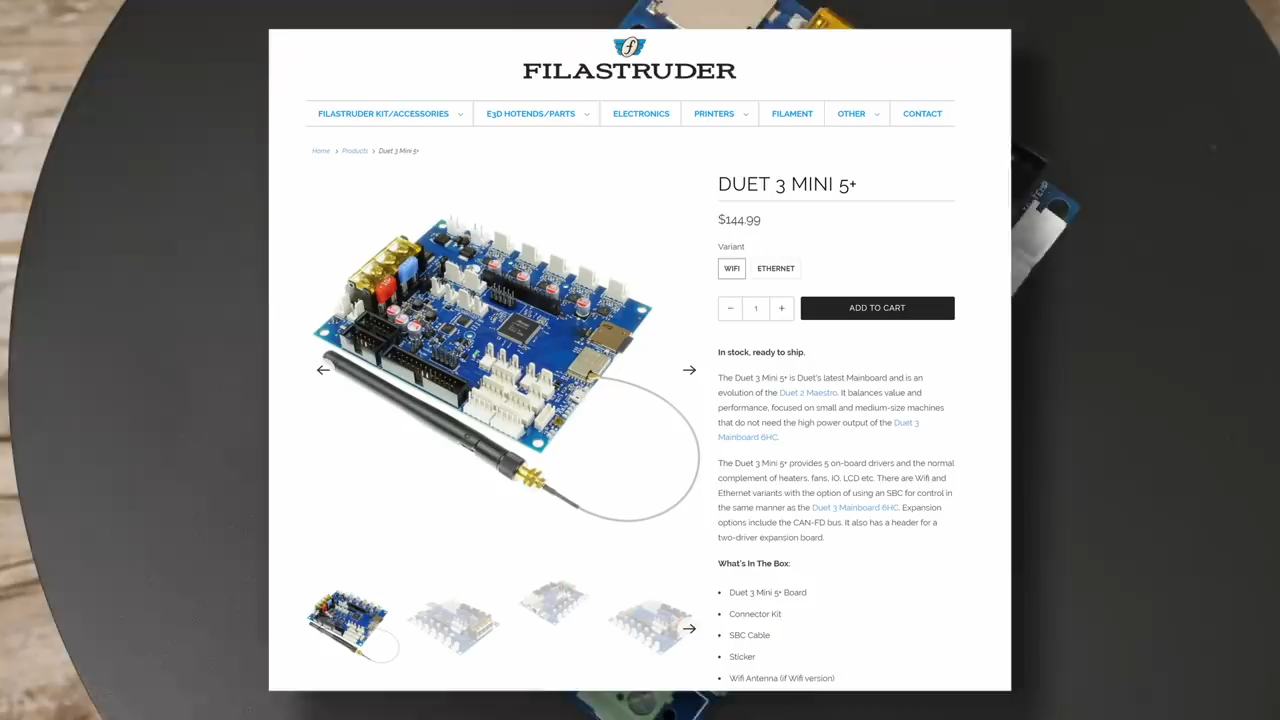 FILASTRUDER
FILASTRUDER KIT/ACCESSORIES
E3D HOTENDS/PARTS
ELECTRONICS
PRINTERS
FILAMENT
OTHER
CONTACT
Home > Products > Duet 3 Mini 5+
DUET 3 MINI 5+
$144.99
Variant
WIFI
ETHERNET
− 1 +
ADD TO CART
In stock, ready to ship.
The Duet 3 Mini 5+ is Duet's latest Mainboard and is an
evolution of the Duet 2 Maestro. It balances value and
performance, focused on small and medium-size machines
that do not need the high power output of the Duet 3
Mainboard 6HC.
The Duet 3 Mini 5+ provides 5 on-board drivers and the normal
complement of heaters, fans, IO, LCD etc. There are Wifi and
Ethernet variants with the option of using an SBC for control in
the same manner as the Duet 3 Mainboard 6HC. Expansion
options include the CAN-FD bus. It also has a header for a
two-driver expansion board.
What's In The Box:
• Duet 3 Mini 5+ Board
• Connector Kit
• SBC Cable
• Sticker
• Wifi Antenna (if Wifi version)